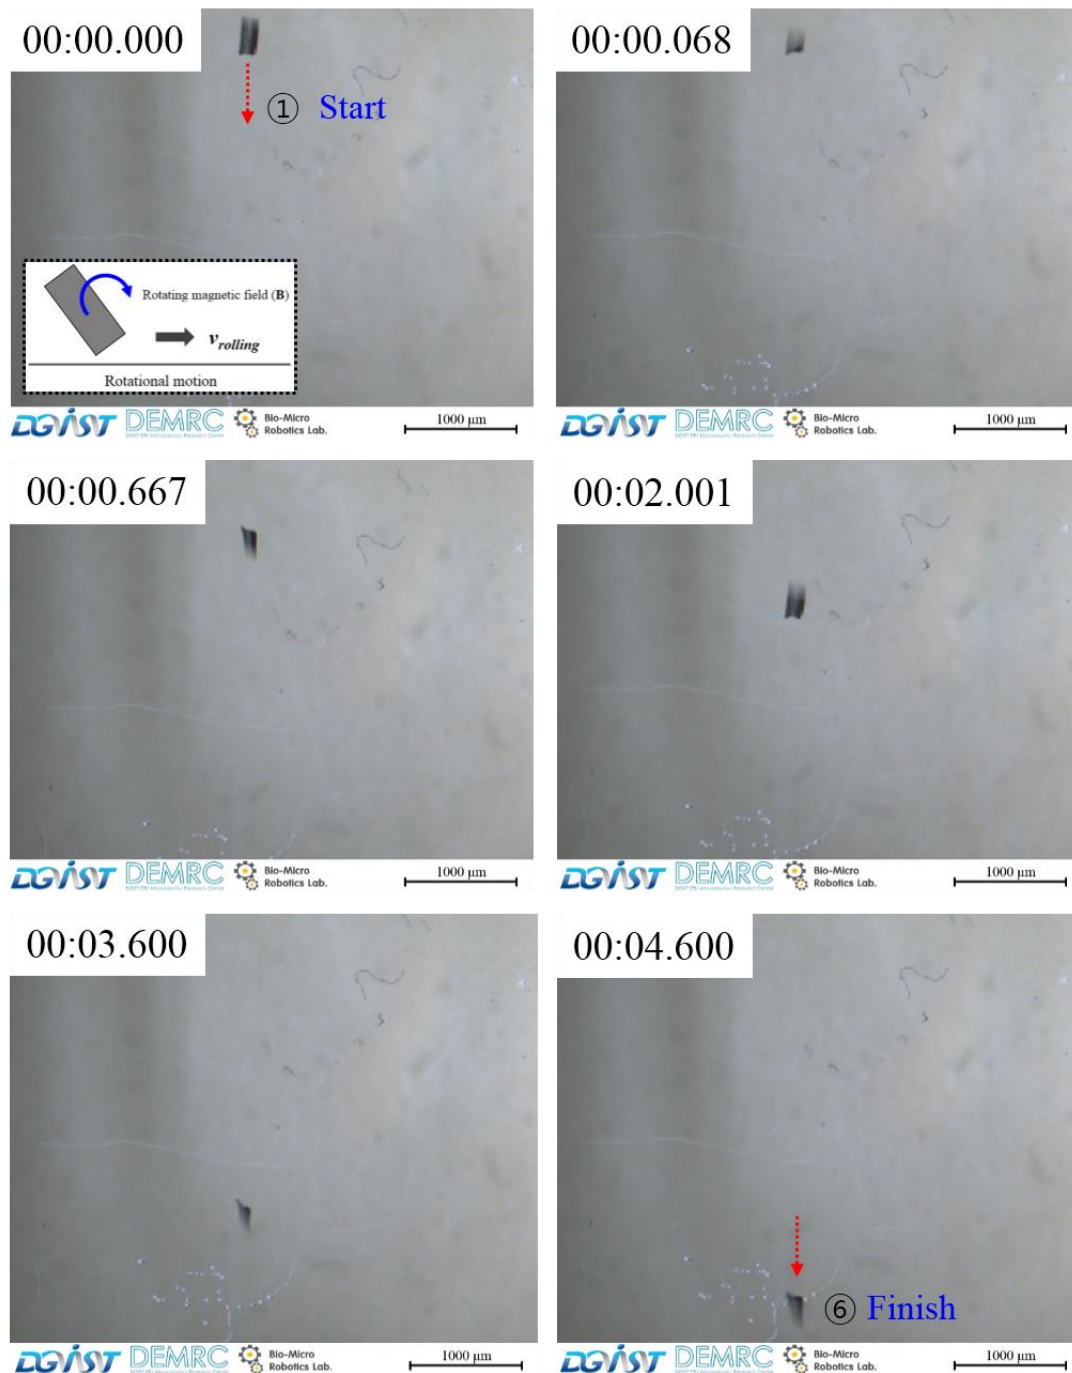 00:00.000
① Start
Rotating magnetic field (B)
v_rolling
Rotational motion
DGIST DEMRC Bio-Micro Robotics Lab. 1000 μm
00:00.068
DGIST DEMRC Bio-Micro Robotics Lab. 1000 μm
00:00.667
DGIST DEMRC Bio-Micro Robotics Lab. 1000 μm
00:02.001
DGIST DEMRC Bio-Micro Robotics Lab. 1000 μm
00:03.600
DGIST DEMRC Bio-Micro Robotics Lab. 1000 μm
00:04.600
⑥ Finish
DGIST DEMRC Bio-Micro Robotics Lab. 1000 μm